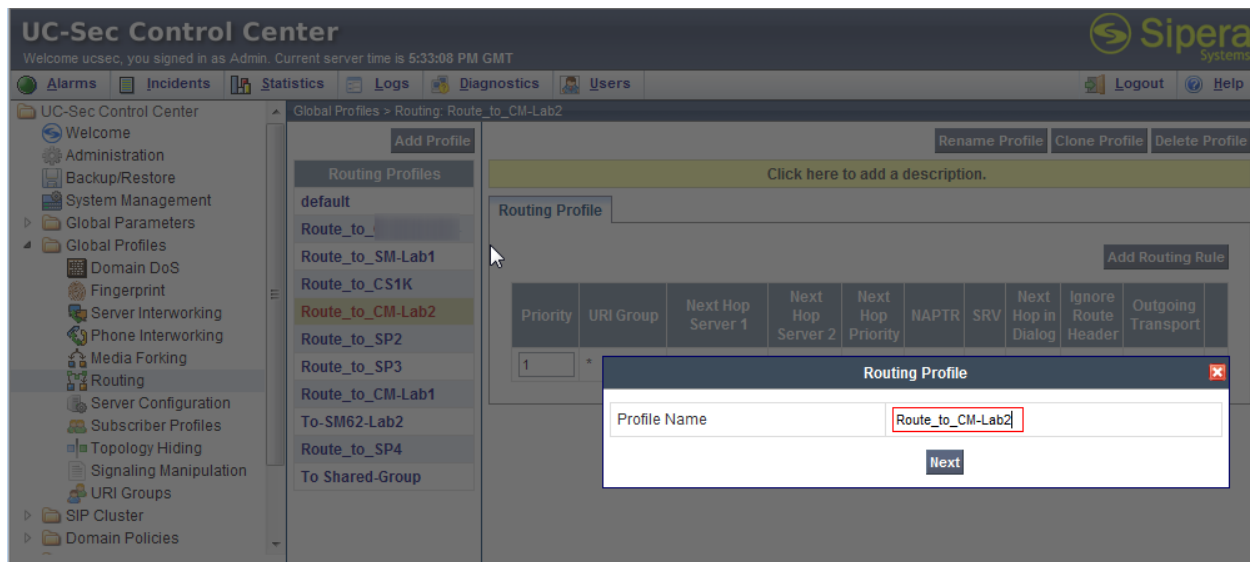 UC-Sec Control Center
Welcome ucsec, you signed in as Admin. Current server time is 5:33:08 PM GMT
Sipera
Systems
Alarms Incidents Statistics Logs Diagnostics Users Logout Help
UC-Sec Control Center
Welcome
Administration
Backup/Restore
System Management
Global Parameters
Global Profiles
Domain DoS
Fingerprint
Server Interworking
Phone Interworking
Media Forking
Routing
Server Configuration
Subscriber Profiles
Topology Hiding
Signaling Manipulation
URI Groups
SIP Cluster
Domain Policies
Global Profiles > Routing: Route_to_CM-Lab2
Add Profile
Routing Profiles
default
Route_to_
Route_to_SM-Lab1
Route_to_CS1K
Route_to_CM-Lab2
Route_to_SP2
Route_to_SP3
Route_to_CM-Lab1
To-SM62-Lab2
Route_to_SP4
To Shared-Group
Rename Profile Clone Profile Delete Profile
Click here to add a description.
Routing Profile
Add Routing Rule
Priority
URI Group
Next Hop
Server 1
Next
Hop
Server 2
Next
Hop
Priority
NAPTR
SRV
Next
Hop in
Dialog
Ignore
Route
Header
Outgoing
Transport
1 *
Routing Profile
Profile Name Route_to_CM-Lab2
Next